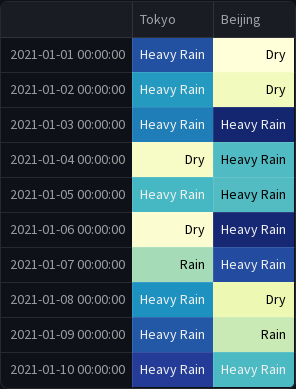 Tokyo Beijing
2021-01-01 00:00:00 Heavy Rain Dry
2021-01-02 00:00:00 Heavy Rain Dry
2021-01-03 00:00:00 Heavy Rain Heavy Rain
2021-01-04 00:00:00 Dry Heavy Rain
2021-01-05 00:00:00 Heavy Rain Heavy Rain
2021-01-06 00:00:00 Dry Heavy Rain
2021-01-07 00:00:00 Rain Heavy Rain
2021-01-08 00:00:00 Heavy Rain Dry
2021-01-09 00:00:00 Heavy Rain Rain
2021-01-10 00:00:00 Heavy Rain Heavy Rain